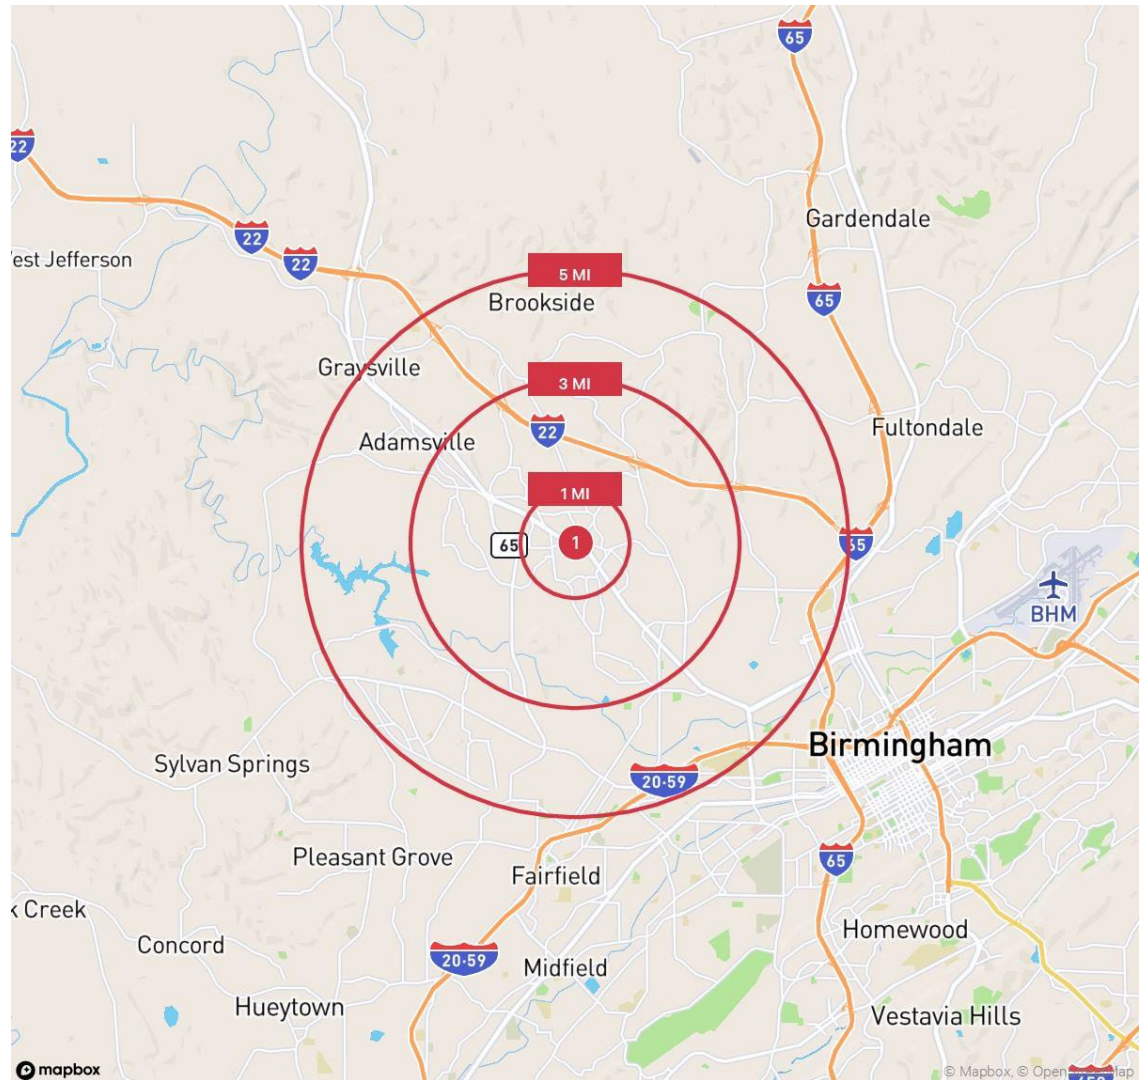 65
22
Gardendale
22
22
est Jefferson
5 MI
Brookside
65
Graysville
3 MI
Adamsville
22
Fultondale
1 MI
65
1
65
BHM
Birmingham
Sylvan Springs
20-59
Pleasant Grove
65
Fairfield
k Creek
Homewood
Concord
20-59
Midfield
Hueytown
Vestavia Hills
mapbox
© Mapbox, © Open
Map